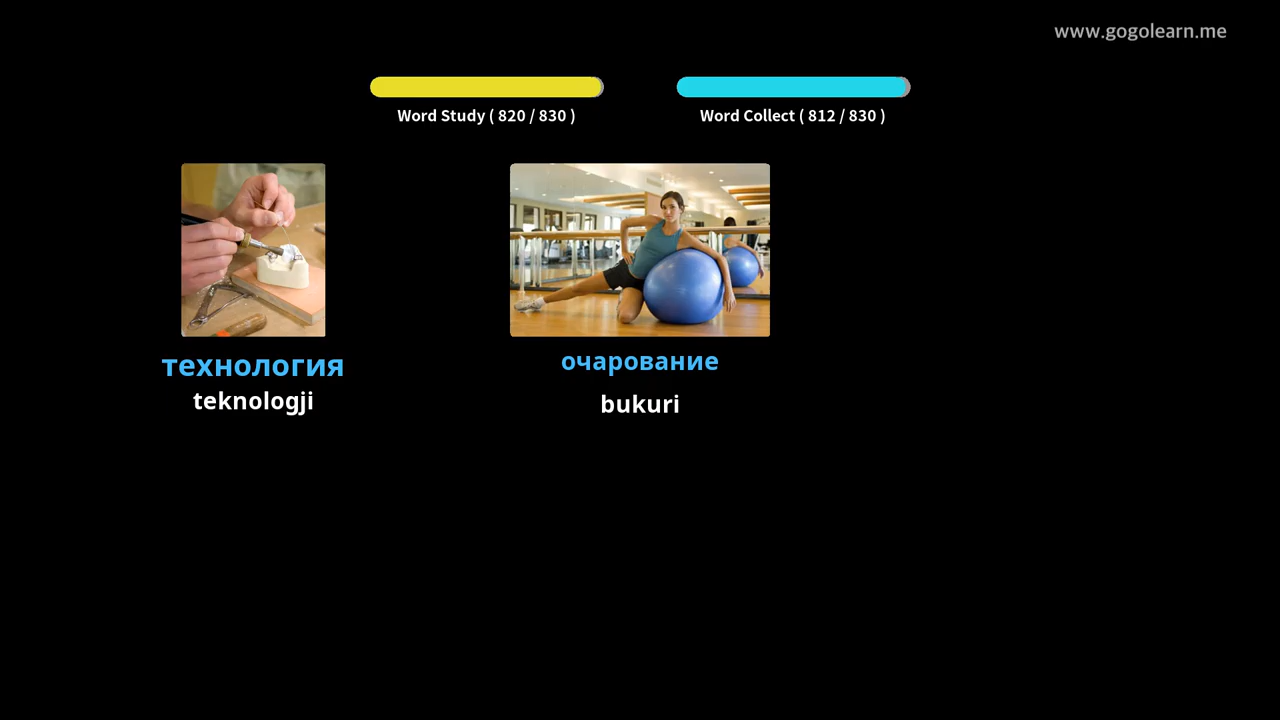 www.gogolearn.me
Word Study ( 820 / 830 )
Word Collect ( 812 / 830 )
технология
teknologji
очарование
bukuri